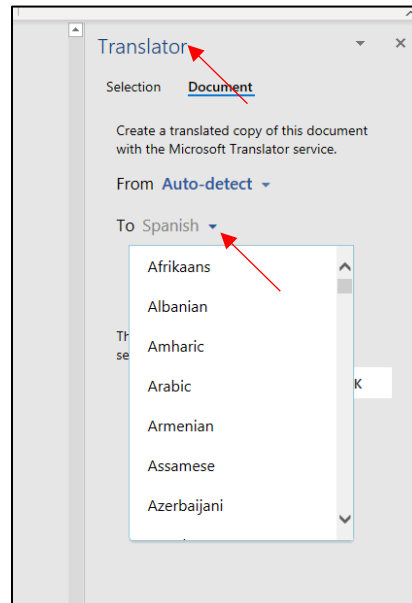 Translator
Selection Document
Create a translated copy of this document
with the Microsoft Translator service.
From Auto-detect
To Spanish
Afrikaans
Albanian
Amharic
Arabic
Armenian
Assamese
Azerbaijani